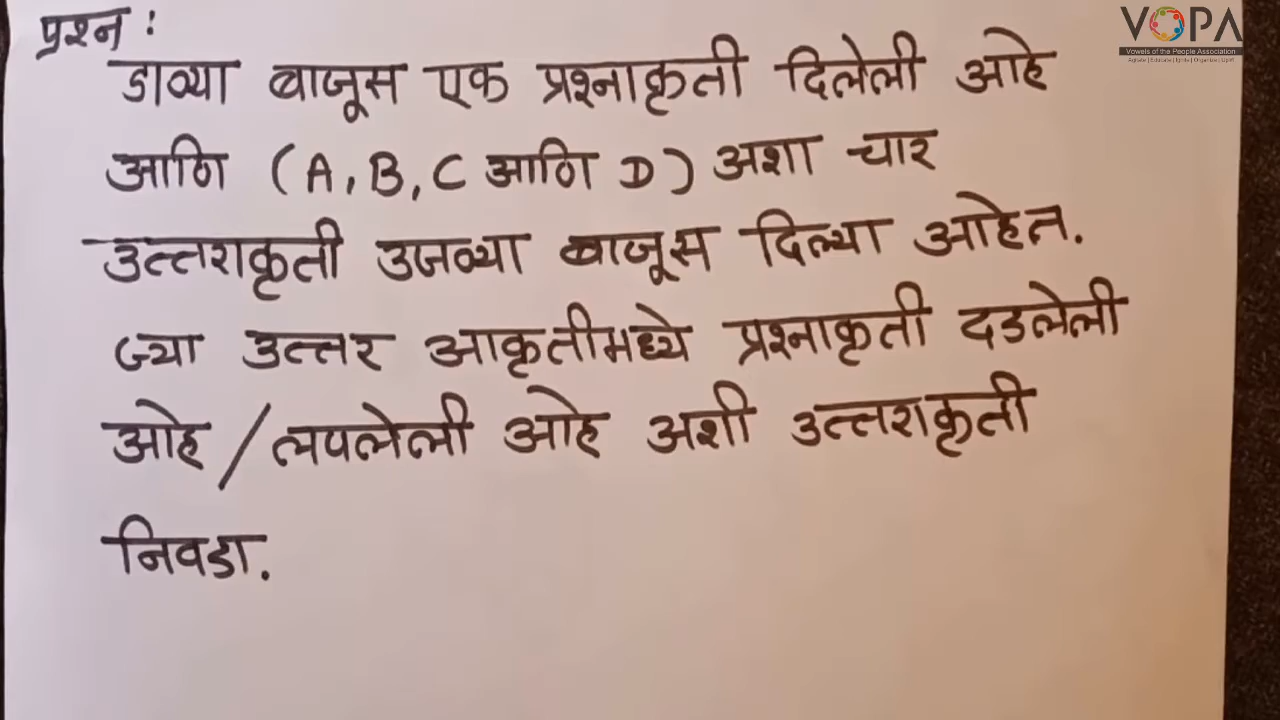 VOPA
Vowels of the People Association
प्रश्न :
डाव्या बाजूस एक प्रश्नाकृती दिलेली आहे
आणि (A, B, C आणि D) अशा चार
उत्तराकृती उजव्या बाजूस दिल्या आहेत.
ज्या उत्तर आकृतीमध्ये प्रश्नाकृती दडलेली
आहे / लपलेली आहे अशी उत्तराकृती
निवडा.